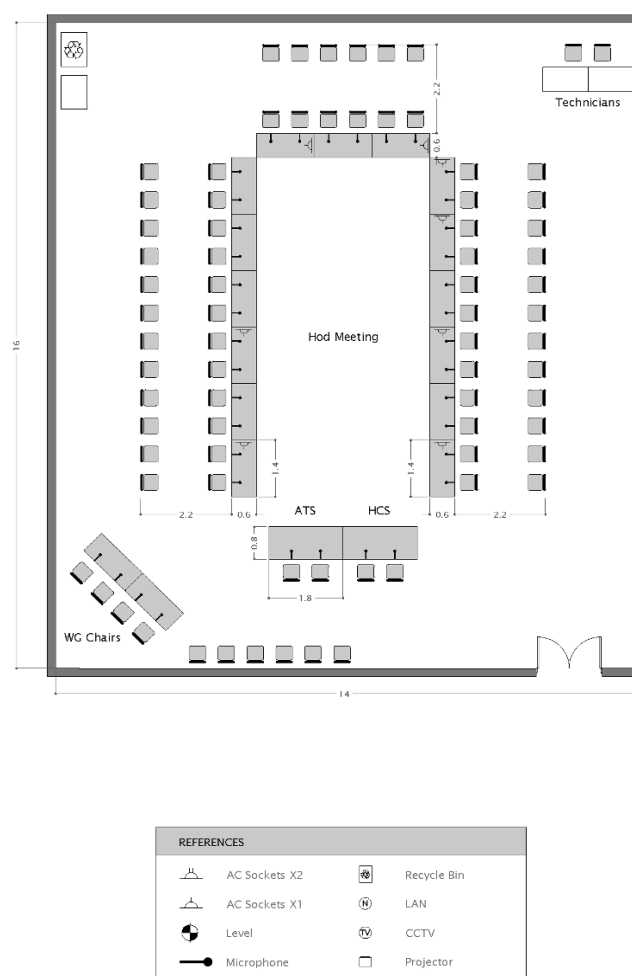 2.2
Technicians
0.6
16
Hod Meeting
1.4
1.4
2.2
0.6
ATS
HCS
0.6
2.2
0.8
1.8
WG Chairs
14
REFERENCES
AC Sockets X2
Recycle Bin
AC Sockets X1
N
LAN
Level
TV
CCTV
Microphone
Projector